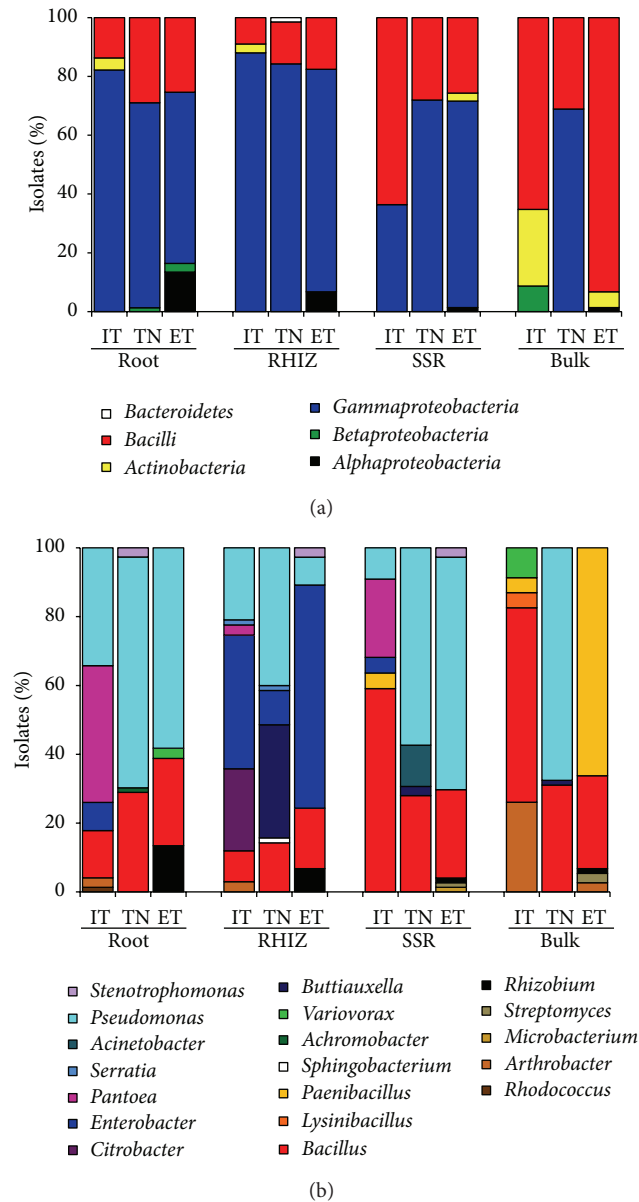 100
80
60
40
20
0
Isolates (%)
IT TN ET IT TN ET IT TN ET IT TN ET
Root RHIZ SSR Bulk
Bacteroidetes
Bacilli
Actinobacteria
Gammaproteobacteria
Betaproteobacteria
Alphaproteobacteria
(a)
100
80
60
40
20
0
Isolates (%)
IT TN ET IT TN ET IT TN ET IT TN ET
Root RHIZ SSR Bulk
Stenotrophomonas
Pseudomonas
Acinetobacter
Serratia
Pantoea
Enterobacter
Citrobacter
Buttiauxella
Variovorax
Achromobacter
Sphingobacterium
Paenibacillus
Lysinibacillus
Bacillus
Rhizobium
Streptomyces
Microbacterium
Arthrobacter
Rhodococcus
(b)